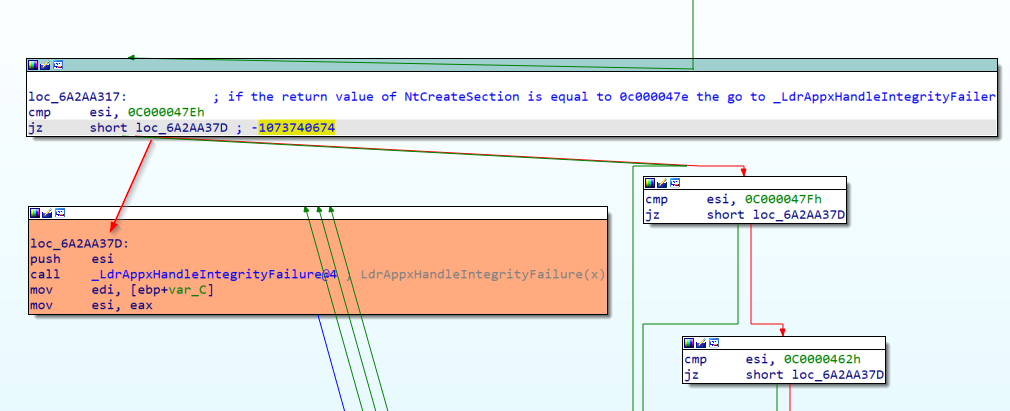 loc_6A2AA317: ; if the return value of NtCreateSection is equal to 0c000047e the go to _LdrAppxHandleIntegrityFailer
cmp esi, 0C000047Eh
jz short loc_6A2AA37D ; -1073740674
cmp esi, 0C000047Fh
jz short loc_6A2AA37D
loc_6A2AA37D:
push esi
call _LdrAppxHandleIntegrityFailure@4 ; LdrAppxHandleIntegrityFailure(x)
mov edi, [ebp+var_C]
mov esi, eax
cmp esi, 0C0000462h
jz short loc_6A2AA37D